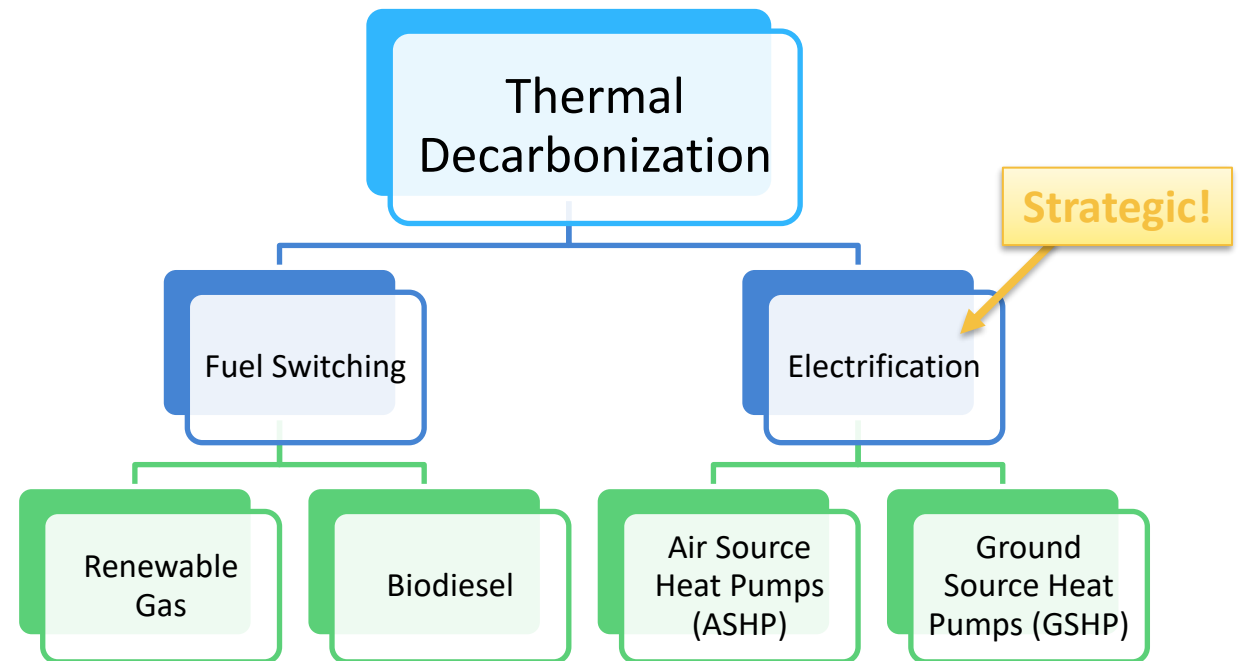 Thermal
Decarbonization
Strategic!
Fuel Switching
Electrification
Renewable
Gas
Biodiesel
Air Source
Heat Pumps
(ASHP)
Ground
Source Heat
Pumps (GSHP)